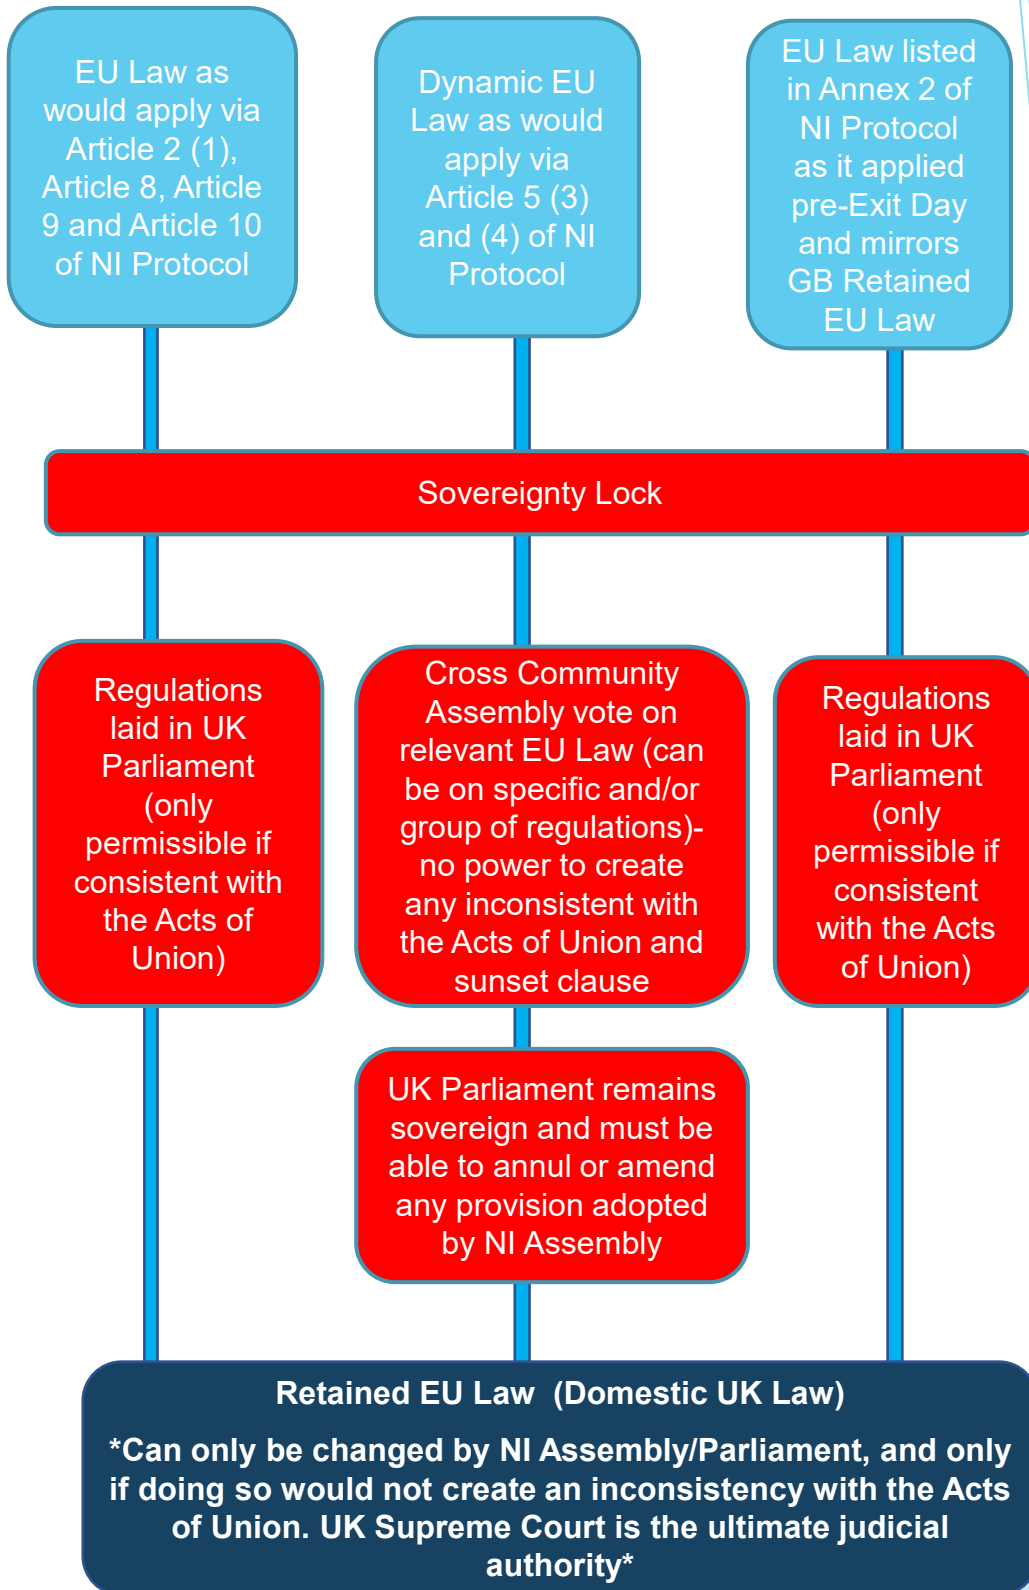 EU Law as
would apply via
Article 2 (1),
Article 8, Article
9 and Article 10
of NI Protocol
Dynamic EU
Law as would
apply via
Article 5 (3)
and (4) of NI
Protocol
EU Law listed
in Annex 2 of
NI Protocol
as it applied
pre-Exit Day
and mirrors
GB Retained
EU Law
Sovereignty Lock
Regulations
laid in UK
Parliament
(only
permissible if
consistent with
the Acts of
Union)
Cross Community
Assembly vote on
relevant EU Law (can
be on specific and/or
group of regulations)-
no power to create
any inconsistent with
the Acts of Union and
sunset clause
Regulations
laid in UK
Parliament
(only
permissible if
consistent
with the Acts
of Union)
UK Parliament remains
sovereign and must be
able to annul or amend
any provision adopted
by NI Assembly
Retained EU Law (Domestic UK Law)
*Can only be changed by NI Assembly/Parliament, and only
if doing so would not create an inconsistency with the Acts
of Union. UK Supreme Court is the ultimate judicial
authority*